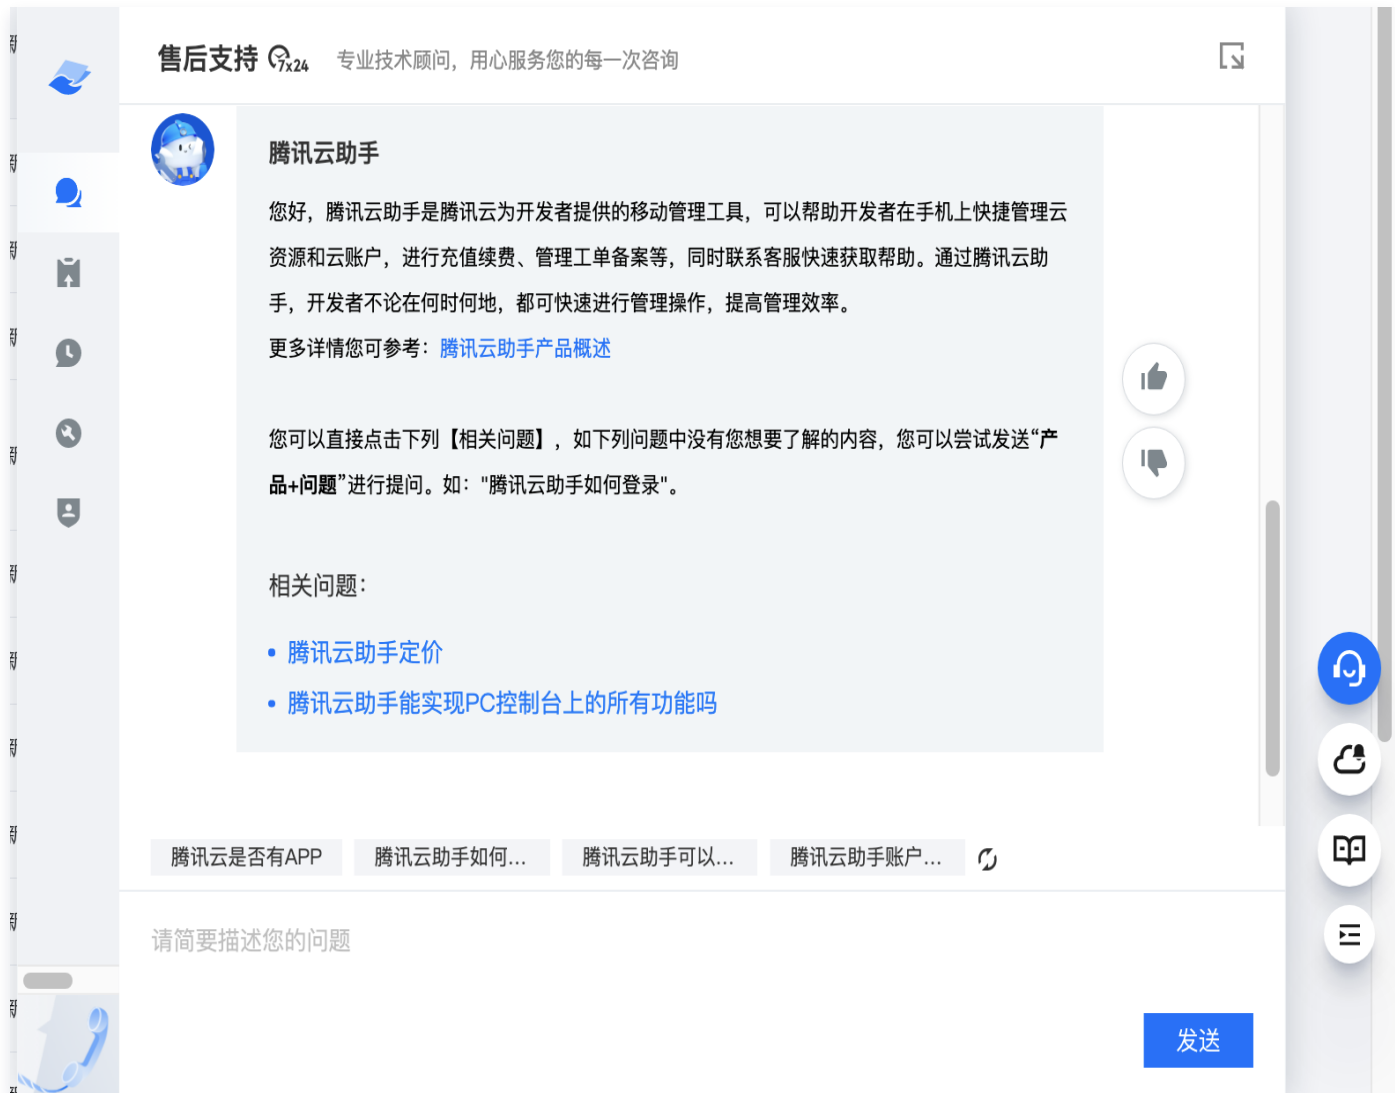 售后支持 7x24 专业技术顾问，用心服务您的每一次咨询
腾讯云助手
您好，腾讯云助手是腾讯云为开发者提供的移动管理工具，可以帮助开发者在手机上快捷管理云
资源和云账户，进行充值续费、管理工单备案等，同时联系客服快速获取帮助。通过腾讯云助
手，开发者不论在何时何地，都可快速进行管理操作，提高管理效率。
更多详情您可参考：腾讯云助手产品概述
您可以直接点击下列【相关问题】，如下列问题中没有您想要了解的内容，您可以尝试发送“产
品+问题”进行提问。如："腾讯云助手如何登录"。
相关问题：
• 腾讯云助手定价
• 腾讯云助手能实现PC控制台上的所有功能吗
腾讯云是否有APP 腾讯云助手如何... 腾讯云助手可以... 腾讯云助手账户...
请简要描述您的问题
发送